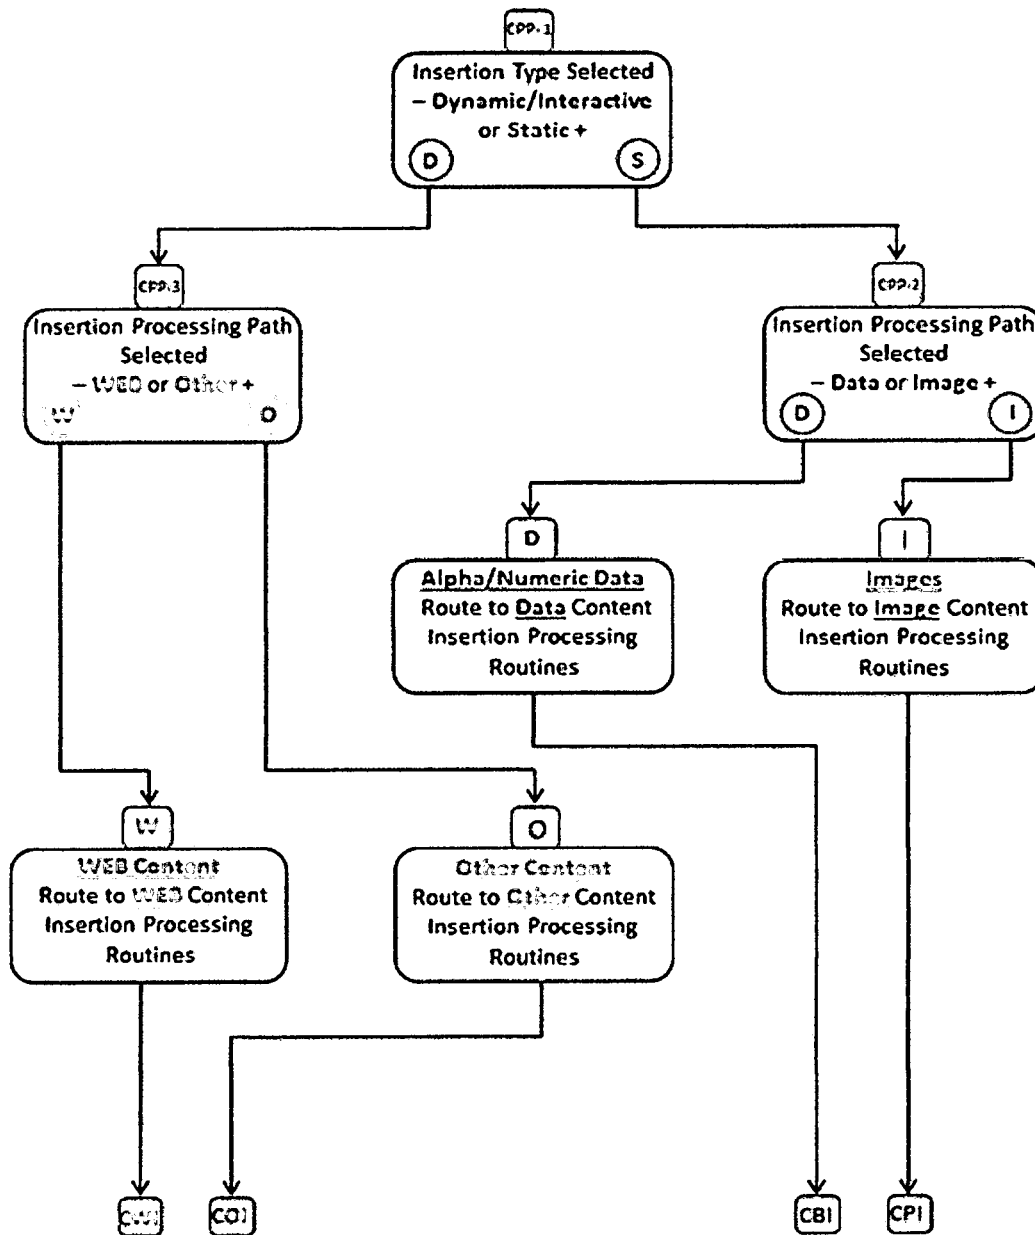 CPP-1
Insertion Type Selected
– Dynamic/Interactive
or Static +
D
S
CPP-3
Insertion Processing Path
Selected
– WEB or Other +
W
O
CPP-2
Insertion Processing Path
Selected
– Data or Image +
D
I
D
Alpha/Numeric Data
Route to Data Content
Insertion Processing
Routines
I
Images
Route to Image Content
Insertion Processing
Routines
W
WEB Content
Route to WEB Content
Insertion Processing
Routines
O
Other Content
Route to Other Content
Insertion Processing
Routines
CBI
CPI